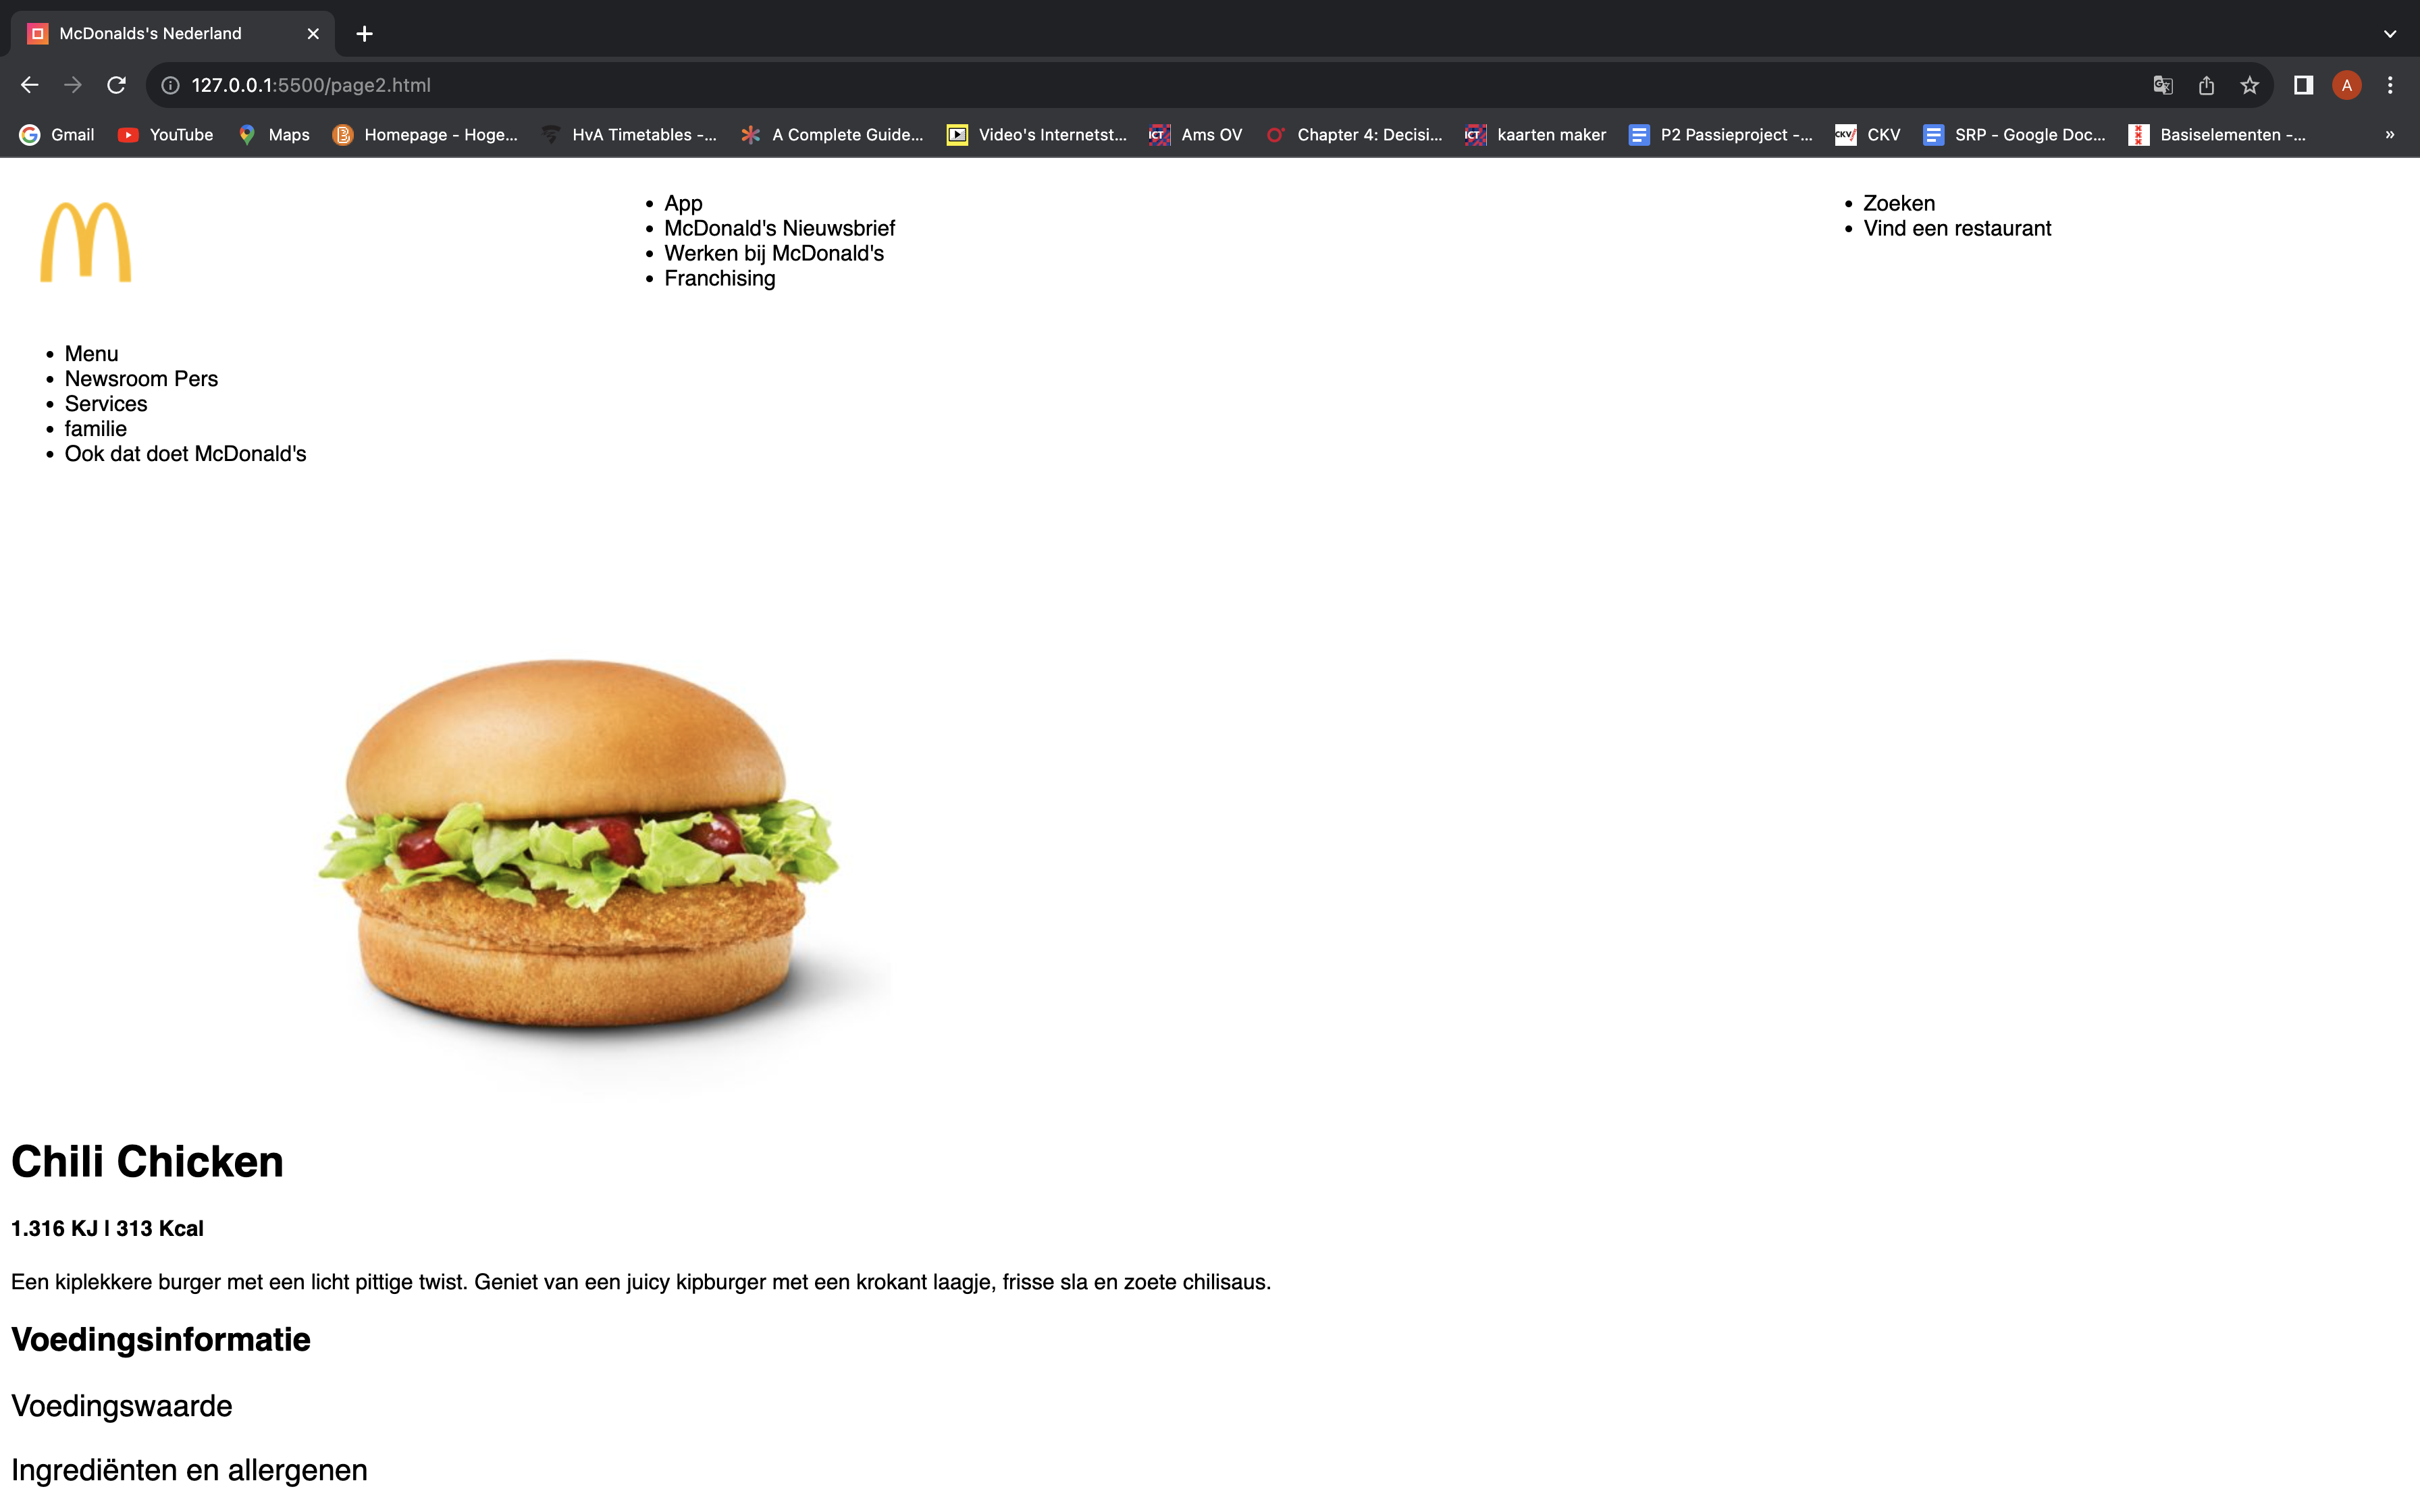 McDonalds's Nederland
127.0.0.1:5500/page2.html
A
Gmail YouTube Maps Homepage - Hoge... HvA Timetables -... A Complete Guide... Video's Internetst... ICT Ams OV Chapter 4: Decisi... ICT kaarten maker P2 Passieproject -... CKV/ CKV SRP - Google Doc... Basiselementen -... »
• App
• McDonald's Nieuwsbrief
• Werken bij McDonald's
• Franchising
• Zoeken
• Vind een restaurant
• Menu
• Newsroom Pers
• Services
• familie
• Ook dat doet McDonald's
Chili Chicken
1.316 KJ l 313 Kcal
Een kiplekkere burger met een licht pittige twist. Geniet van een juicy kipburger met een krokant laagje, frisse sla en zoete chilisaus.
Voedingsinformatie
Voedingswaarde
Ingrediënten en allergenen